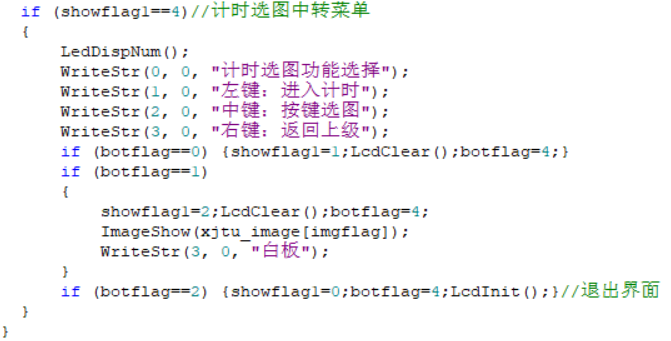 if (showflag1==4)//计时选图中转菜单
{
LedDispNum();
WriteStr(0, 0, "计时选图功能选择");
WriteStr(1, 0, "左键：进入计时");
WriteStr(2, 0, "中键：按键选图");
WriteStr(3, 0, "右键：返回上级");
if (botflag==0) {showflag1=1;LcdClear();botflag=4;}
if (botflag==1)
{
showflag1=2;LcdClear();botflag=4;
ImageShow(xjtu_image[imgflag]);
WriteStr(3, 0, "白板");
}
if (botflag==2) {showflag1=0;botflag=4;LcdInit();}//退出界面
}
}